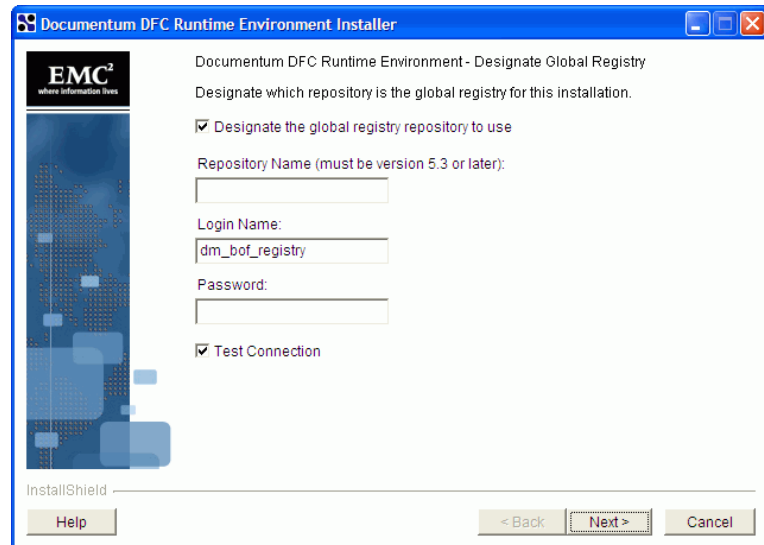 Documentum DFC Runtime Environment Installer
EMC²
where information lives
Documentum DFC Runtime Environment - Designate Global Registry
Designate which repository is the global registry for this installation.
Designate the global registry repository to use
Repository Name (must be version 5.3 or later):
Login Name:
dm_bof_registry
Password:
Test Connection
InstallShield
Help
< Back
Next >
Cancel